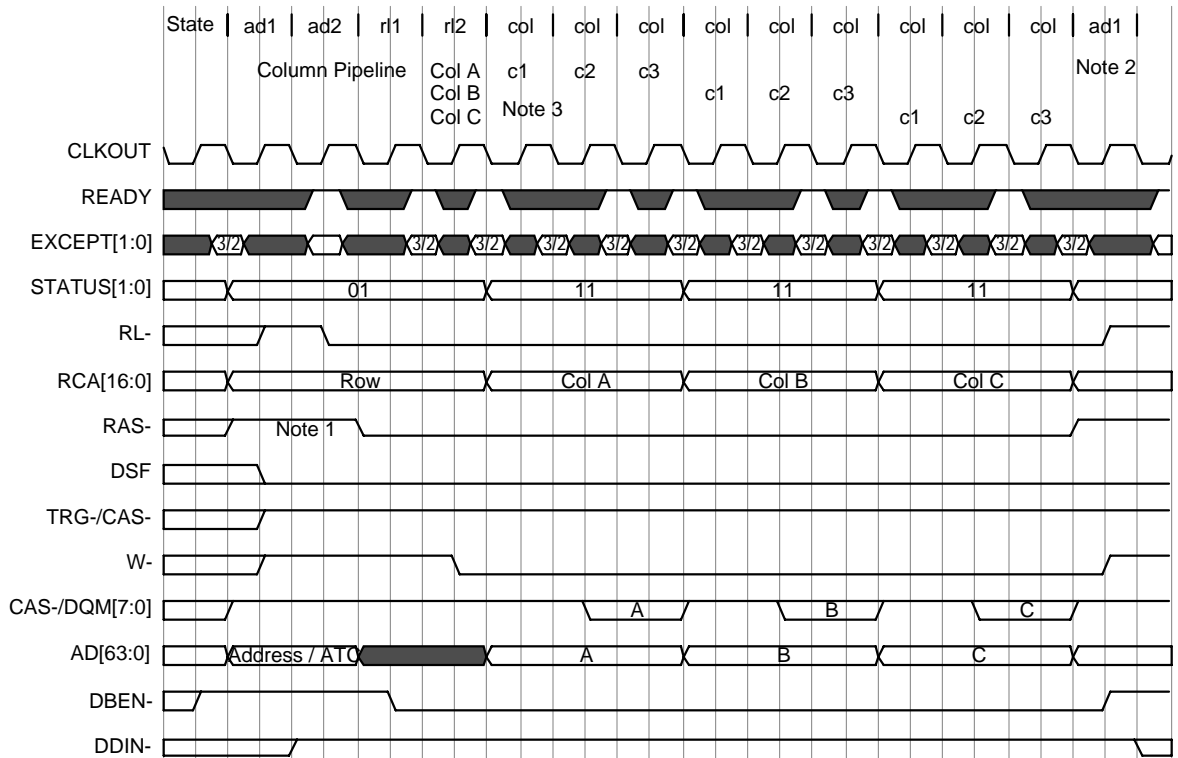 State ad1 ad2 rl1 rl2 col col col col col col col col col ad1
Column Pipeline Col A c1 c2 c3 Note 2
Col B c1 c2 c3
Col C Note 3 c1 c2 c3
CLKOUT
READY
EXCEPT[1:0] 3/2 3/2 3/2 3/2 3/2 3/2 3/2 3/2 3/2 3/2 3/2 3/2
STATUS[1:0] 01 11 11 11
RL-
RCA[16:0] Row Col A Col B Col C
RAS- Note 1
DSF
TRG-/CAS-
W-
CAS-/DQM[7:0] A B C
AD[63:0] Address / ATC A B C
DBEN-
DDIN-